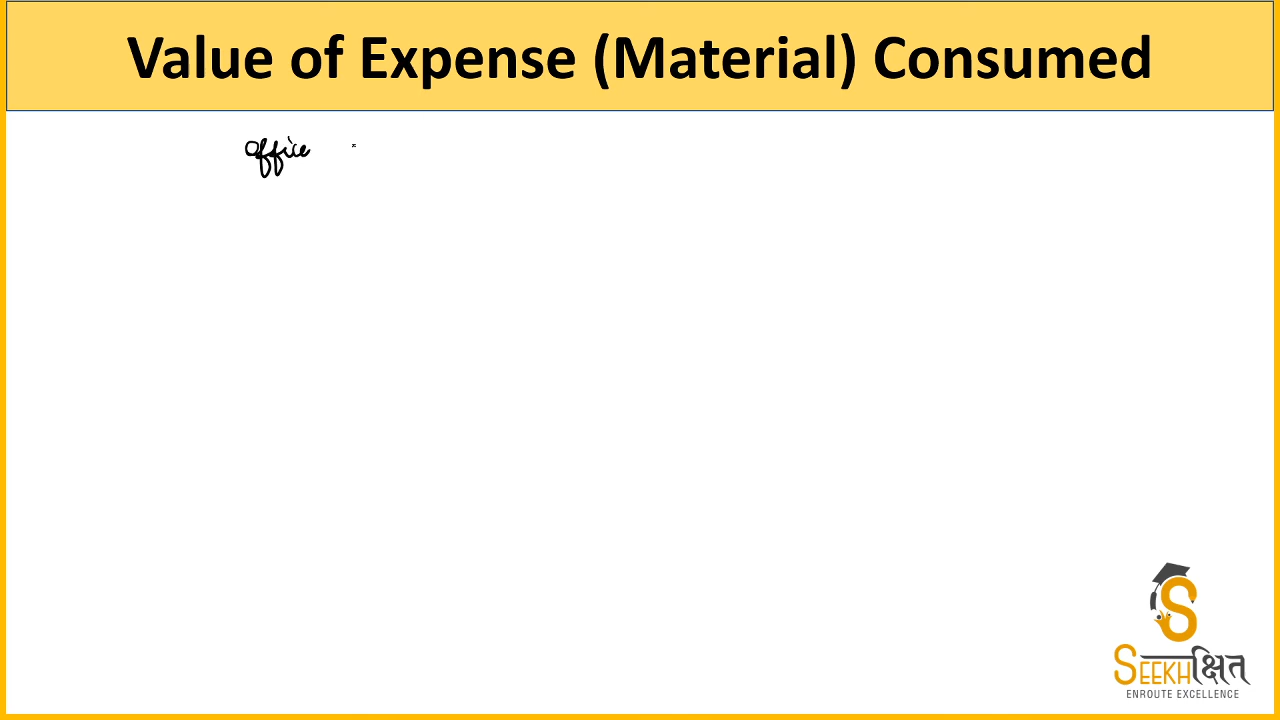 Value of Expense (Material) Consumed
Office
SEEKHक्षित
ENROUTE EXCELLENCE